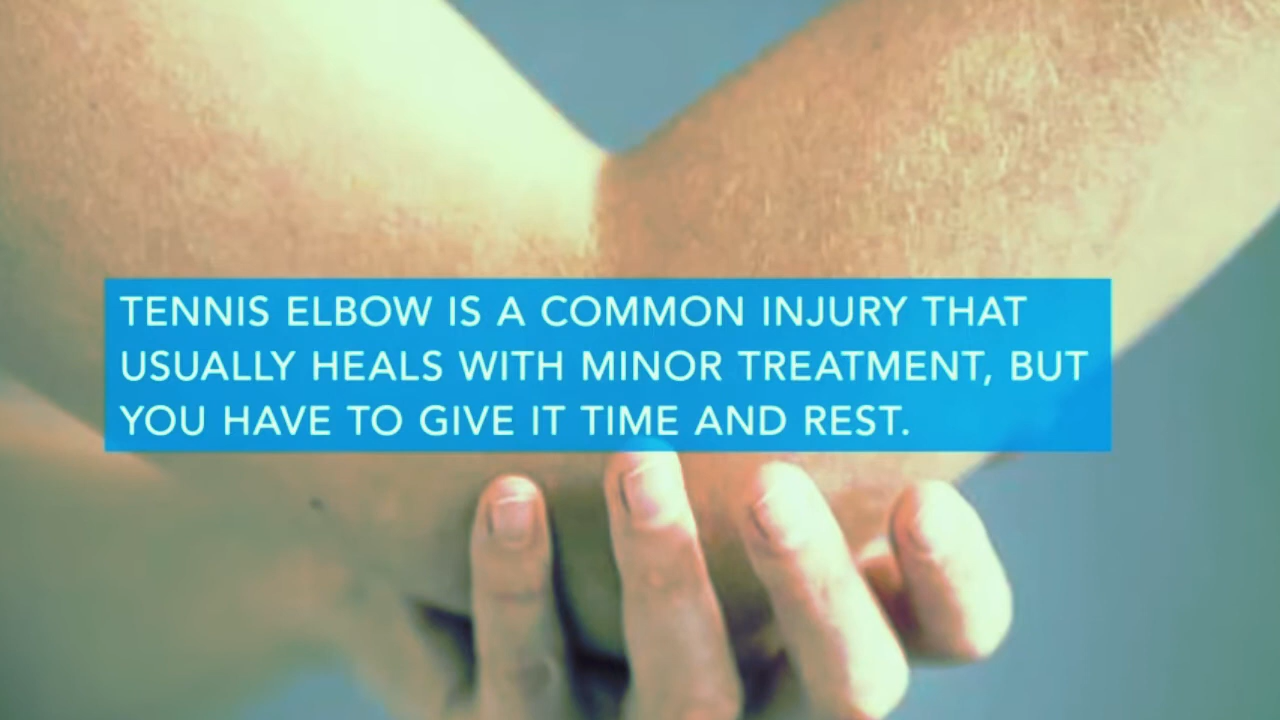 TENNIS ELBOW IS A COMMON INJURY THAT
USUALLY HEALS WITH MINOR TREATMENT, BUT
YOU HAVE TO GIVE IT TIME AND REST.